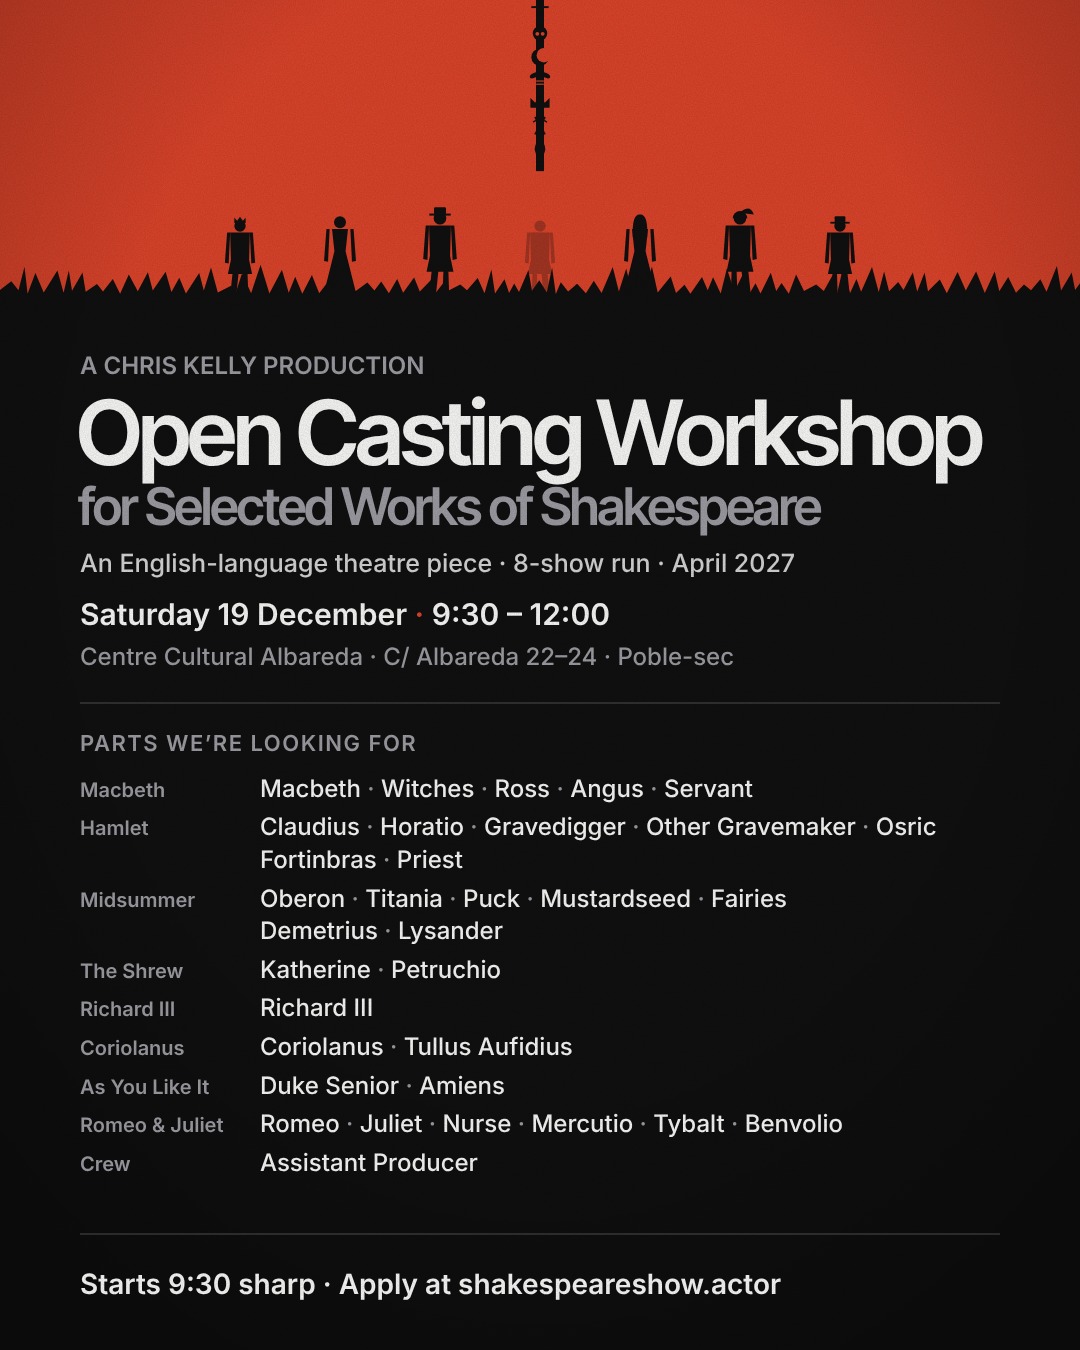 A CHRIS KELLY PRODUCTION
Open Casting Workshop
for Selected Works of Shakespeare
An English-language theatre piece · 8-show run · April 2027
Saturday 19 December · 9:30 – 12:00
Centre Cultural Albareda · C/ Albareda 22–24 · Poble-sec
PARTS WE’RE LOOKING FOR
Macbeth Macbeth · Witches · Ross · Angus · Servant
Hamlet Claudius · Horatio · Gravedigger · Other Gravemaker · Osric
Fortinbras · Priest
Midsummer Oberon · Titania · Puck · Mustardseed · Fairies
Demetrius · Lysander
The Shrew Katherine · Petruchio
Richard III Richard III
Coriolanus Coriolanus · Tullus Aufidius
As You Like It Duke Senior · Amiens
Romeo & Juliet Romeo · Juliet · Nurse · Mercutio · Tybalt · Benvolio
Crew Assistant Producer
Starts 9:30 sharp · Apply at shakespeareshow.actor